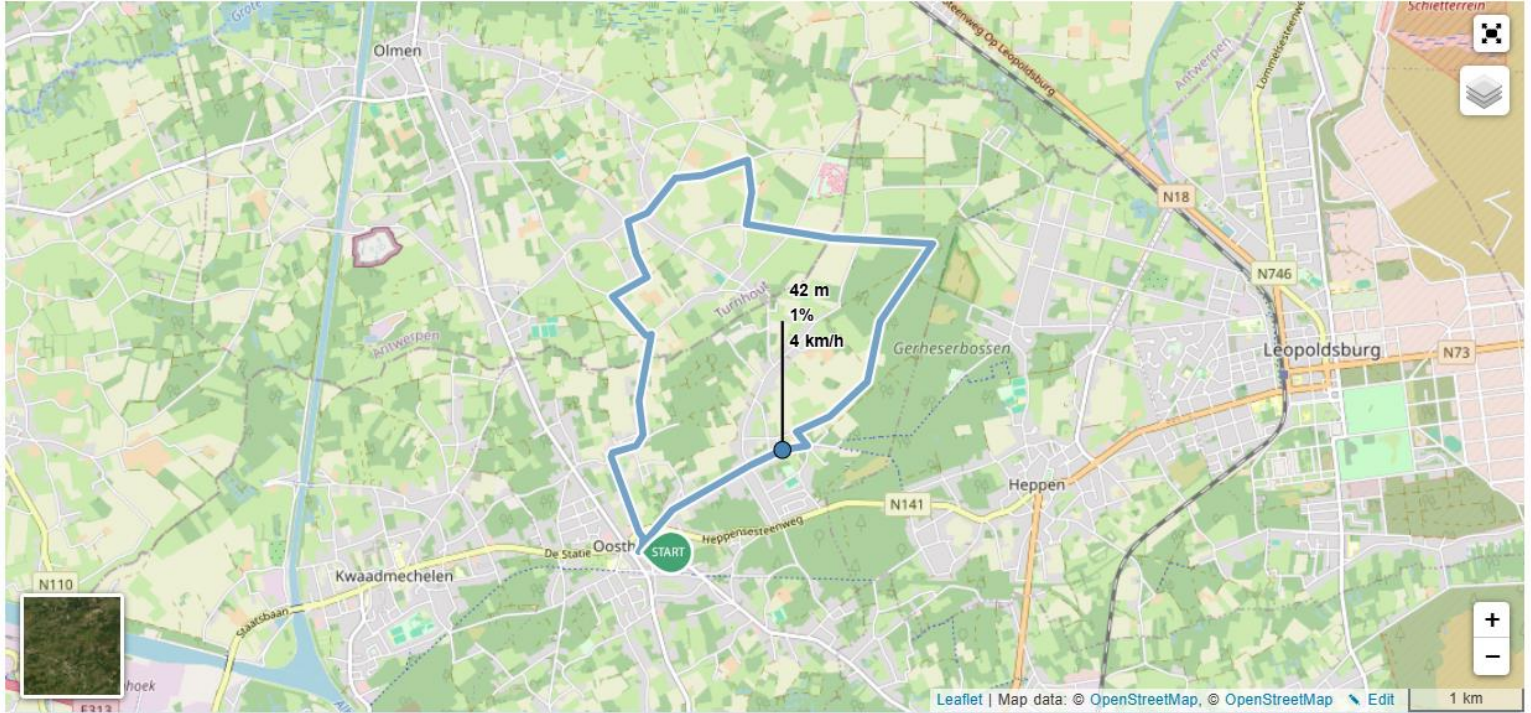 Schietterrein
Steenweg Op Leopoldsburg
Lommelsesteenweg
Grote
Olmen
Antwerpen
N18
N746
Turnhout
42 m
1%
4 km/h
Antwerpen
Gerheserbossen
Leopoldsburg
N73
Heppen
N141
Heppensesteenweg
De Statie
Oosth
START
Kwaadmechelen
N110
Staatsbaan
hoek
E313
+
−
Leaflet | Map data: © OpenStreetMap, © OpenStreetMap Edit
1 km